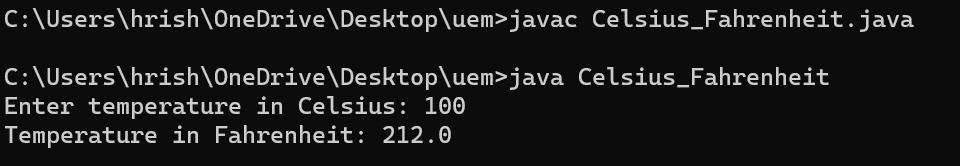 C:\Users\hrish\OneDrive\Desktop\uem>javac Celsius_Fahrenheit.java
C:\Users\hrish\OneDrive\Desktop\uem>java Celsius_Fahrenheit
Enter temperature in Celsius: 100
Temperature in Fahrenheit: 212.0